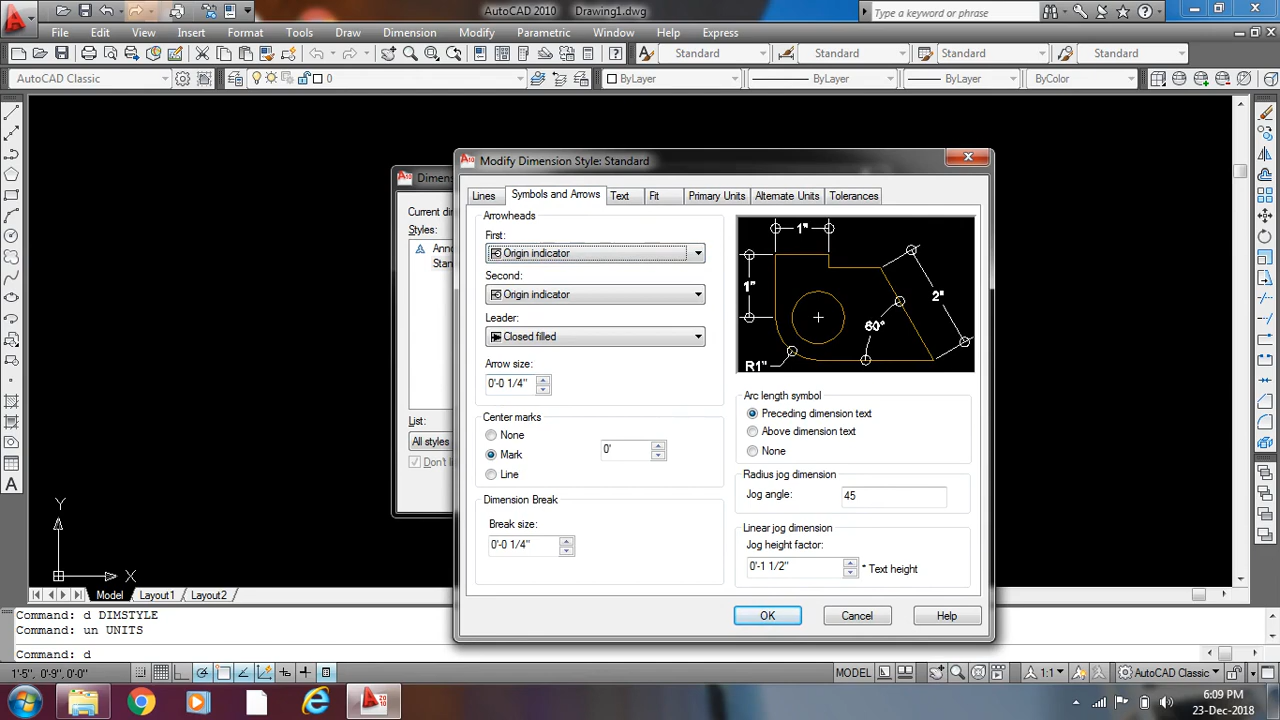 AutoCAD 2010 Drawing1.dwg
Type a keyword or phrase
File Edit View Insert Format Tools Draw Dimension Modify Parametric Window Help Express
Standard Standard Standard Standard
AutoCAD Classic 0 ByLayer ByLayer ByLayer ByColor
Modify Dimension Style: Standard
Dimen
Lines Symbols and Arrows Text Fit Primary Units Alternate Units Tolerances
Current di
Styles:
Anno
Stan
List:
All styles
Don't li
Arrowheads
First:
Origin indicator
Second:
Origin indicator
Leader:
Closed filled
Arrow size:
0'-0 1/4"
Center marks
None
Mark
0'
Line
Dimension Break
Break size:
0'-0 1/4"
1"
1"
2"
60°
R1"
Arc length symbol
Preceding dimension text
Above dimension text
None
Radius jog dimension
Jog angle:
45
Linear jog dimension
Jog height factor:
0'-1 1/2"
* Text height
OK Cancel Help
Y
X
Model Layout1 Layout2
Command: d DIMSTYLE
Command: un UNITS
Command: d
1'-5", 0'-9", 0'-0" MODEL 1:1 AutoCAD Classic
6:09 PM
23-Dec-2018